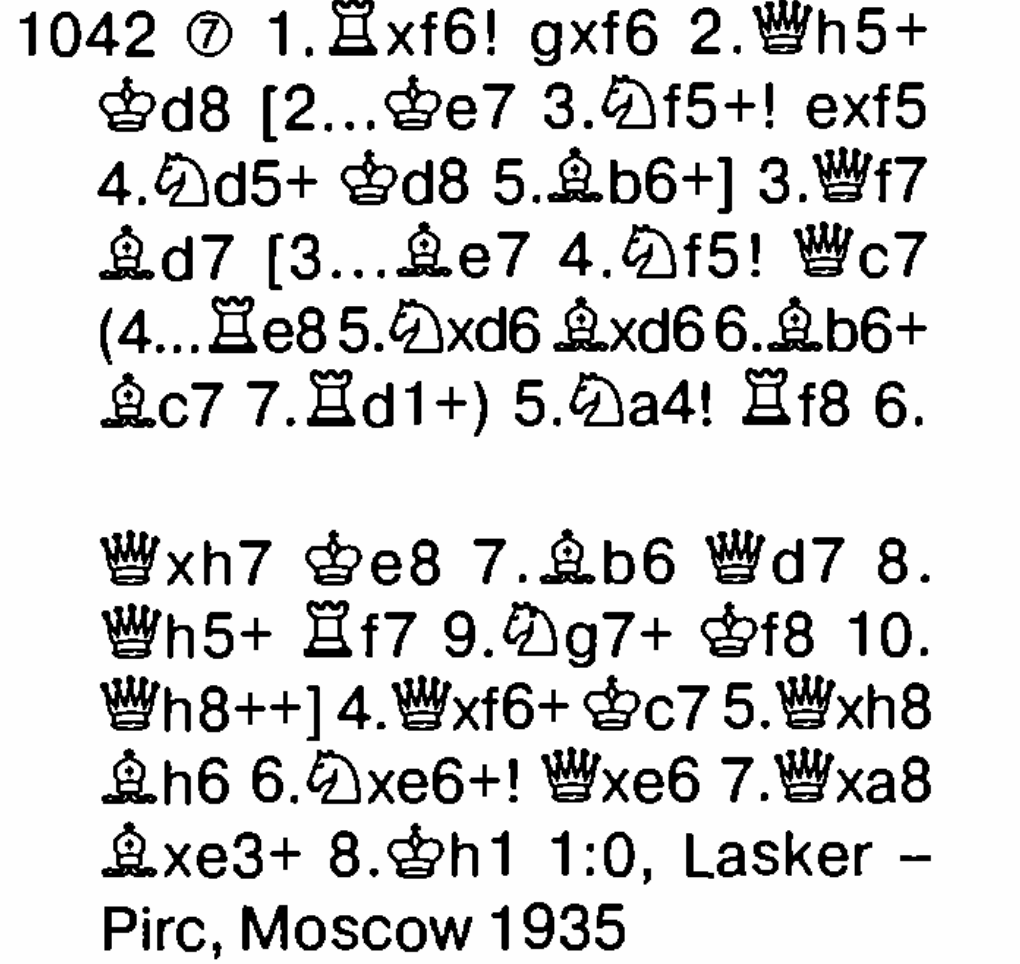 1042 ⑦ 1.♖xf6! gxf6 2.♕h5+
♔d8 [2...♔e7 3.♘f5+! exf5
4.♘d5+ ♔d8 5.♗b6+] 3.♕f7
♗d7 [3...♗e7 4.♘f5! ♕c7
(4...♖e8 5.♘xd6 ♗xd6 6.♗b6+
♗c7 7.♖d1+) 5.♘a4! ♖f8 6.
♕xh7 ♔e8 7.♗b6 ♕d7 8.
♕h5+ ♖f7 9.♘g7+ ♔f8 10.
♕h8++] 4.♕xf6+ ♔c7 5.♕xh8
♗h6 6.♘xe6+! ♕xe6 7.♕xa8
♗xe3+ 8.♔h1 1:0, Lasker –
Pirc, Moscow 1935